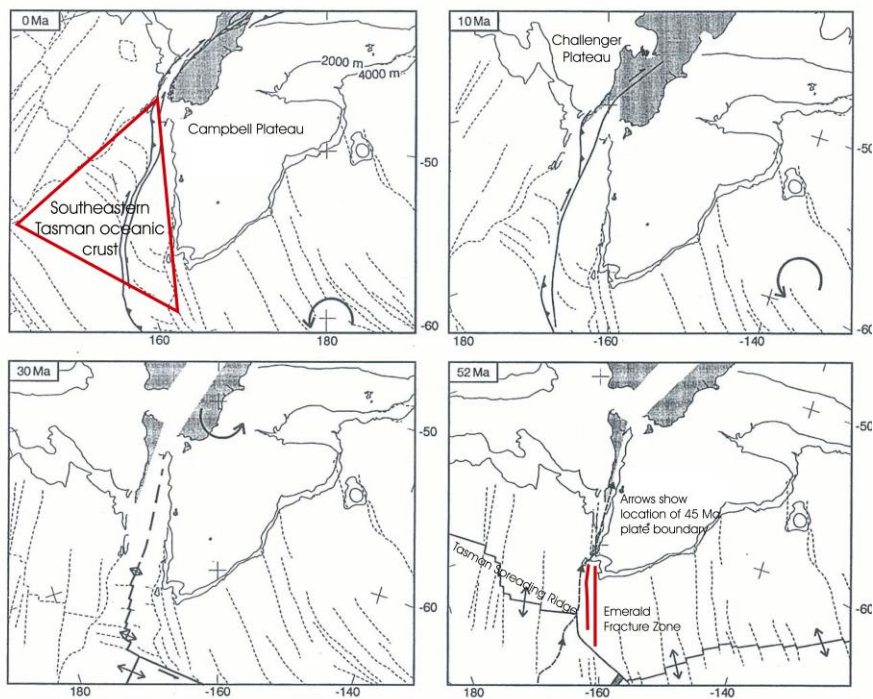 0 Ma
2000 m
4000 m
Campbell Plateau
Southeastern
Tasman oceanic
crust
-50
-60
160
180
190
10 Ma
Challenger
Plateau
-50
-60
180
-160
-140
30 Ma
-50
-60
180
-160
52 Ma
Arrows show
location of 45 Ma
plate boundary
Tasman Spreading Ridge
Emerald
Fracture Zone
-50
-60
180
-160
-140